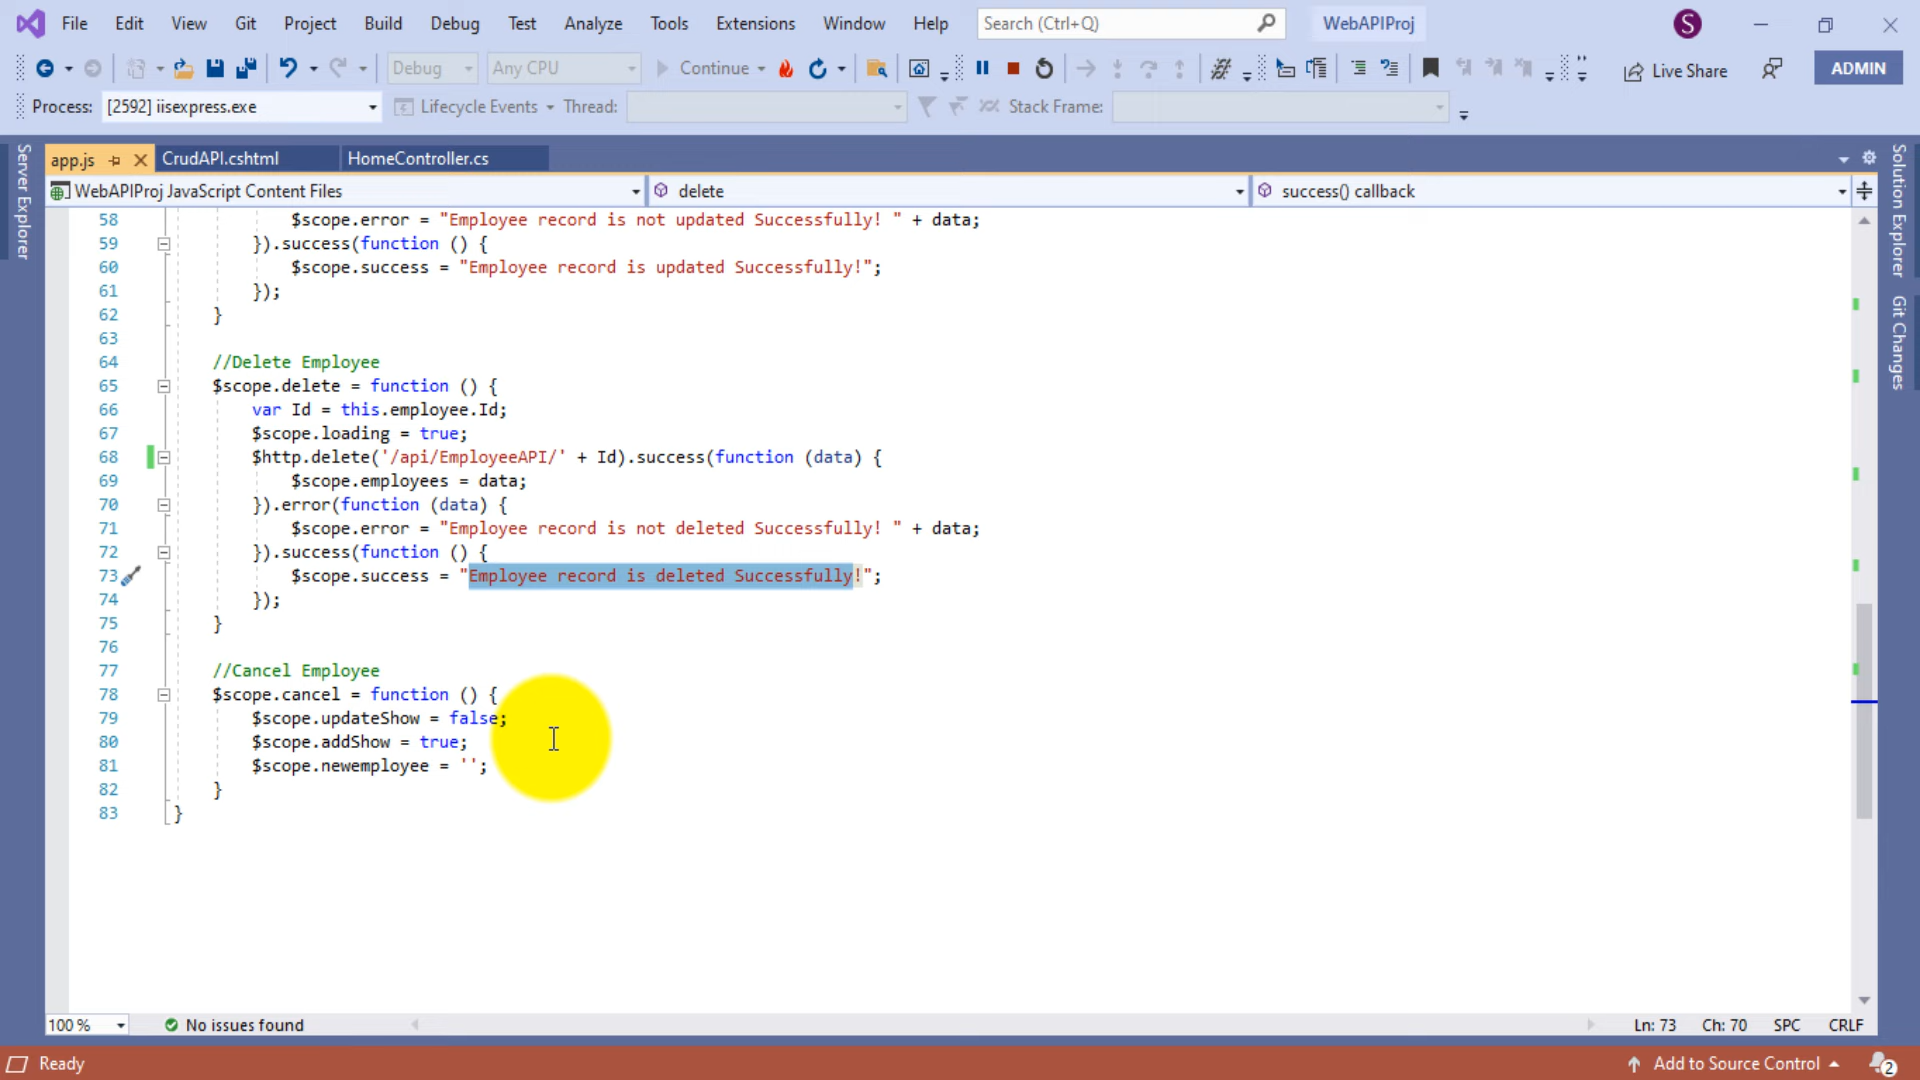 File Edit View Git Project Build Debug Test Analyze Tools Extensions Window Help Search (Ctrl+Q) WebAPIProj S
Debug Any CPU Continue Live Share ADMIN
Process: [2592] iisexpress.exe Lifecycle Events Thread: Stack Frame:
Server Explorer
app.js CrudAPI.cshtml HomeController.cs
WebAPIProj JavaScript Content Files delete success() callback
58 $scope.error = "Employee record is not updated Successfully! " + data;
59 }).success(function () {
60 $scope.success = "Employee record is updated Successfully!";
61 });
62 }
63
64 //Delete Employee
65 $scope.delete = function () {
66 var Id = this.employee.Id;
67 $scope.loading = true;
68 $http.delete('/api/EmployeeAPI/' + Id).success(function (data) {
69 $scope.employees = data;
70 }).error(function (data) {
71 $scope.error = "Employee record is not deleted Successfully! " + data;
72 }).success(function () {
73 $scope.success = "Employee record is deleted Successfully!";
74 });
75 }
76
77 //Cancel Employee
78 $scope.cancel = function () {
79 $scope.updateShow = false;
80 $scope.addShow = true;
81 $scope.newemployee = '';
82 }
83 }
Solution Explorer
Git Changes
100 % No issues found Ln: 73 Ch: 70 SPC CRLF
Ready Add to Source Control 2